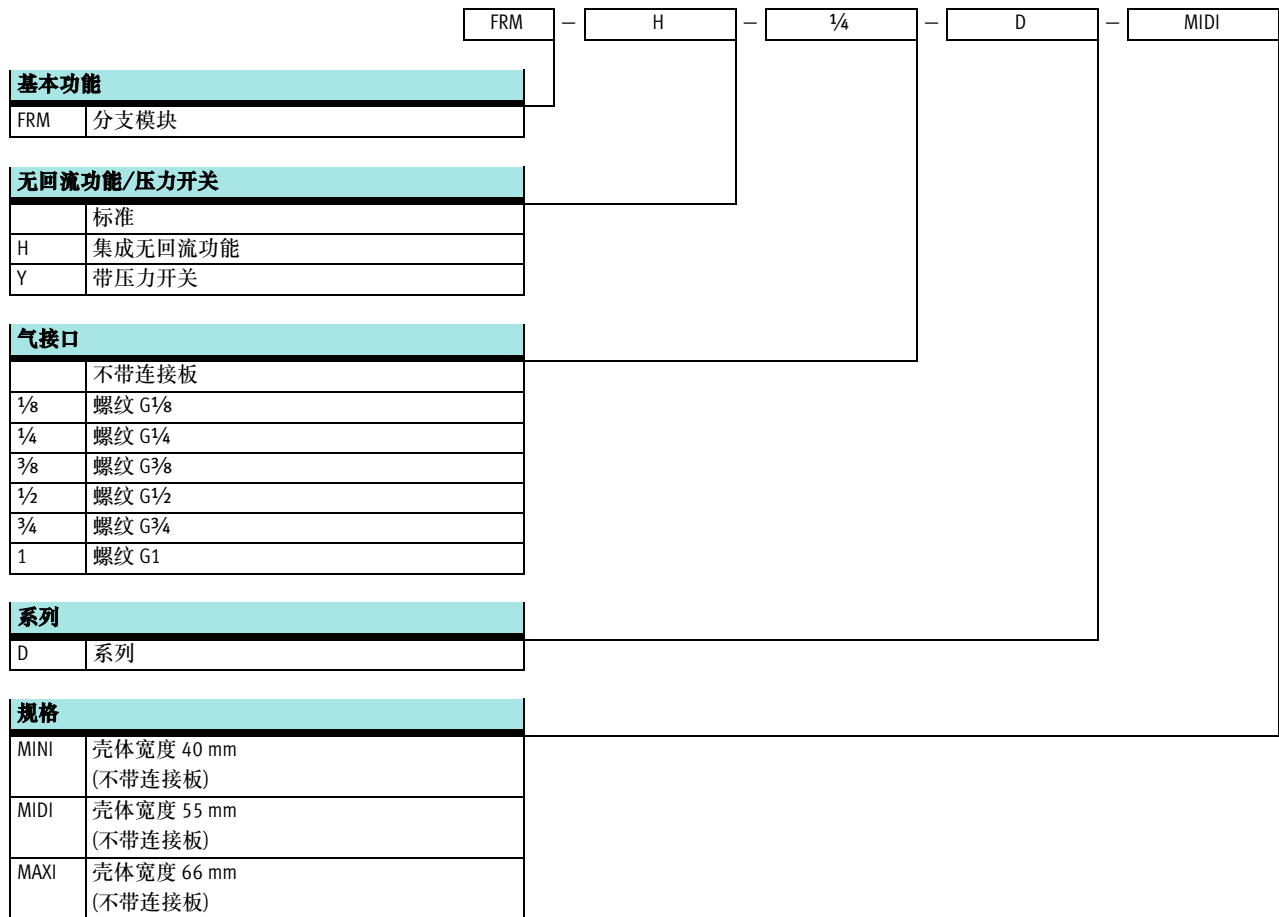 FRM – H – ¼ – D – MIDI
基本功能
FRM 分支模块
无回流功能/压力开关
标准
H 集成无回流功能
Y 带压力开关
气接口
不带连接板
⅛ 螺纹 G⅛
¼ 螺纹 G¼
⅜ 螺纹 G⅜
½ 螺纹 G½
¾ 螺纹 G¾
1 螺纹 G1
系列
D 系列
规格
MINI 壳体宽度 40 mm
(不带连接板)
MIDI 壳体宽度 55 mm
(不带连接板)
MAXI 壳体宽度 66 mm
(不带连接板)